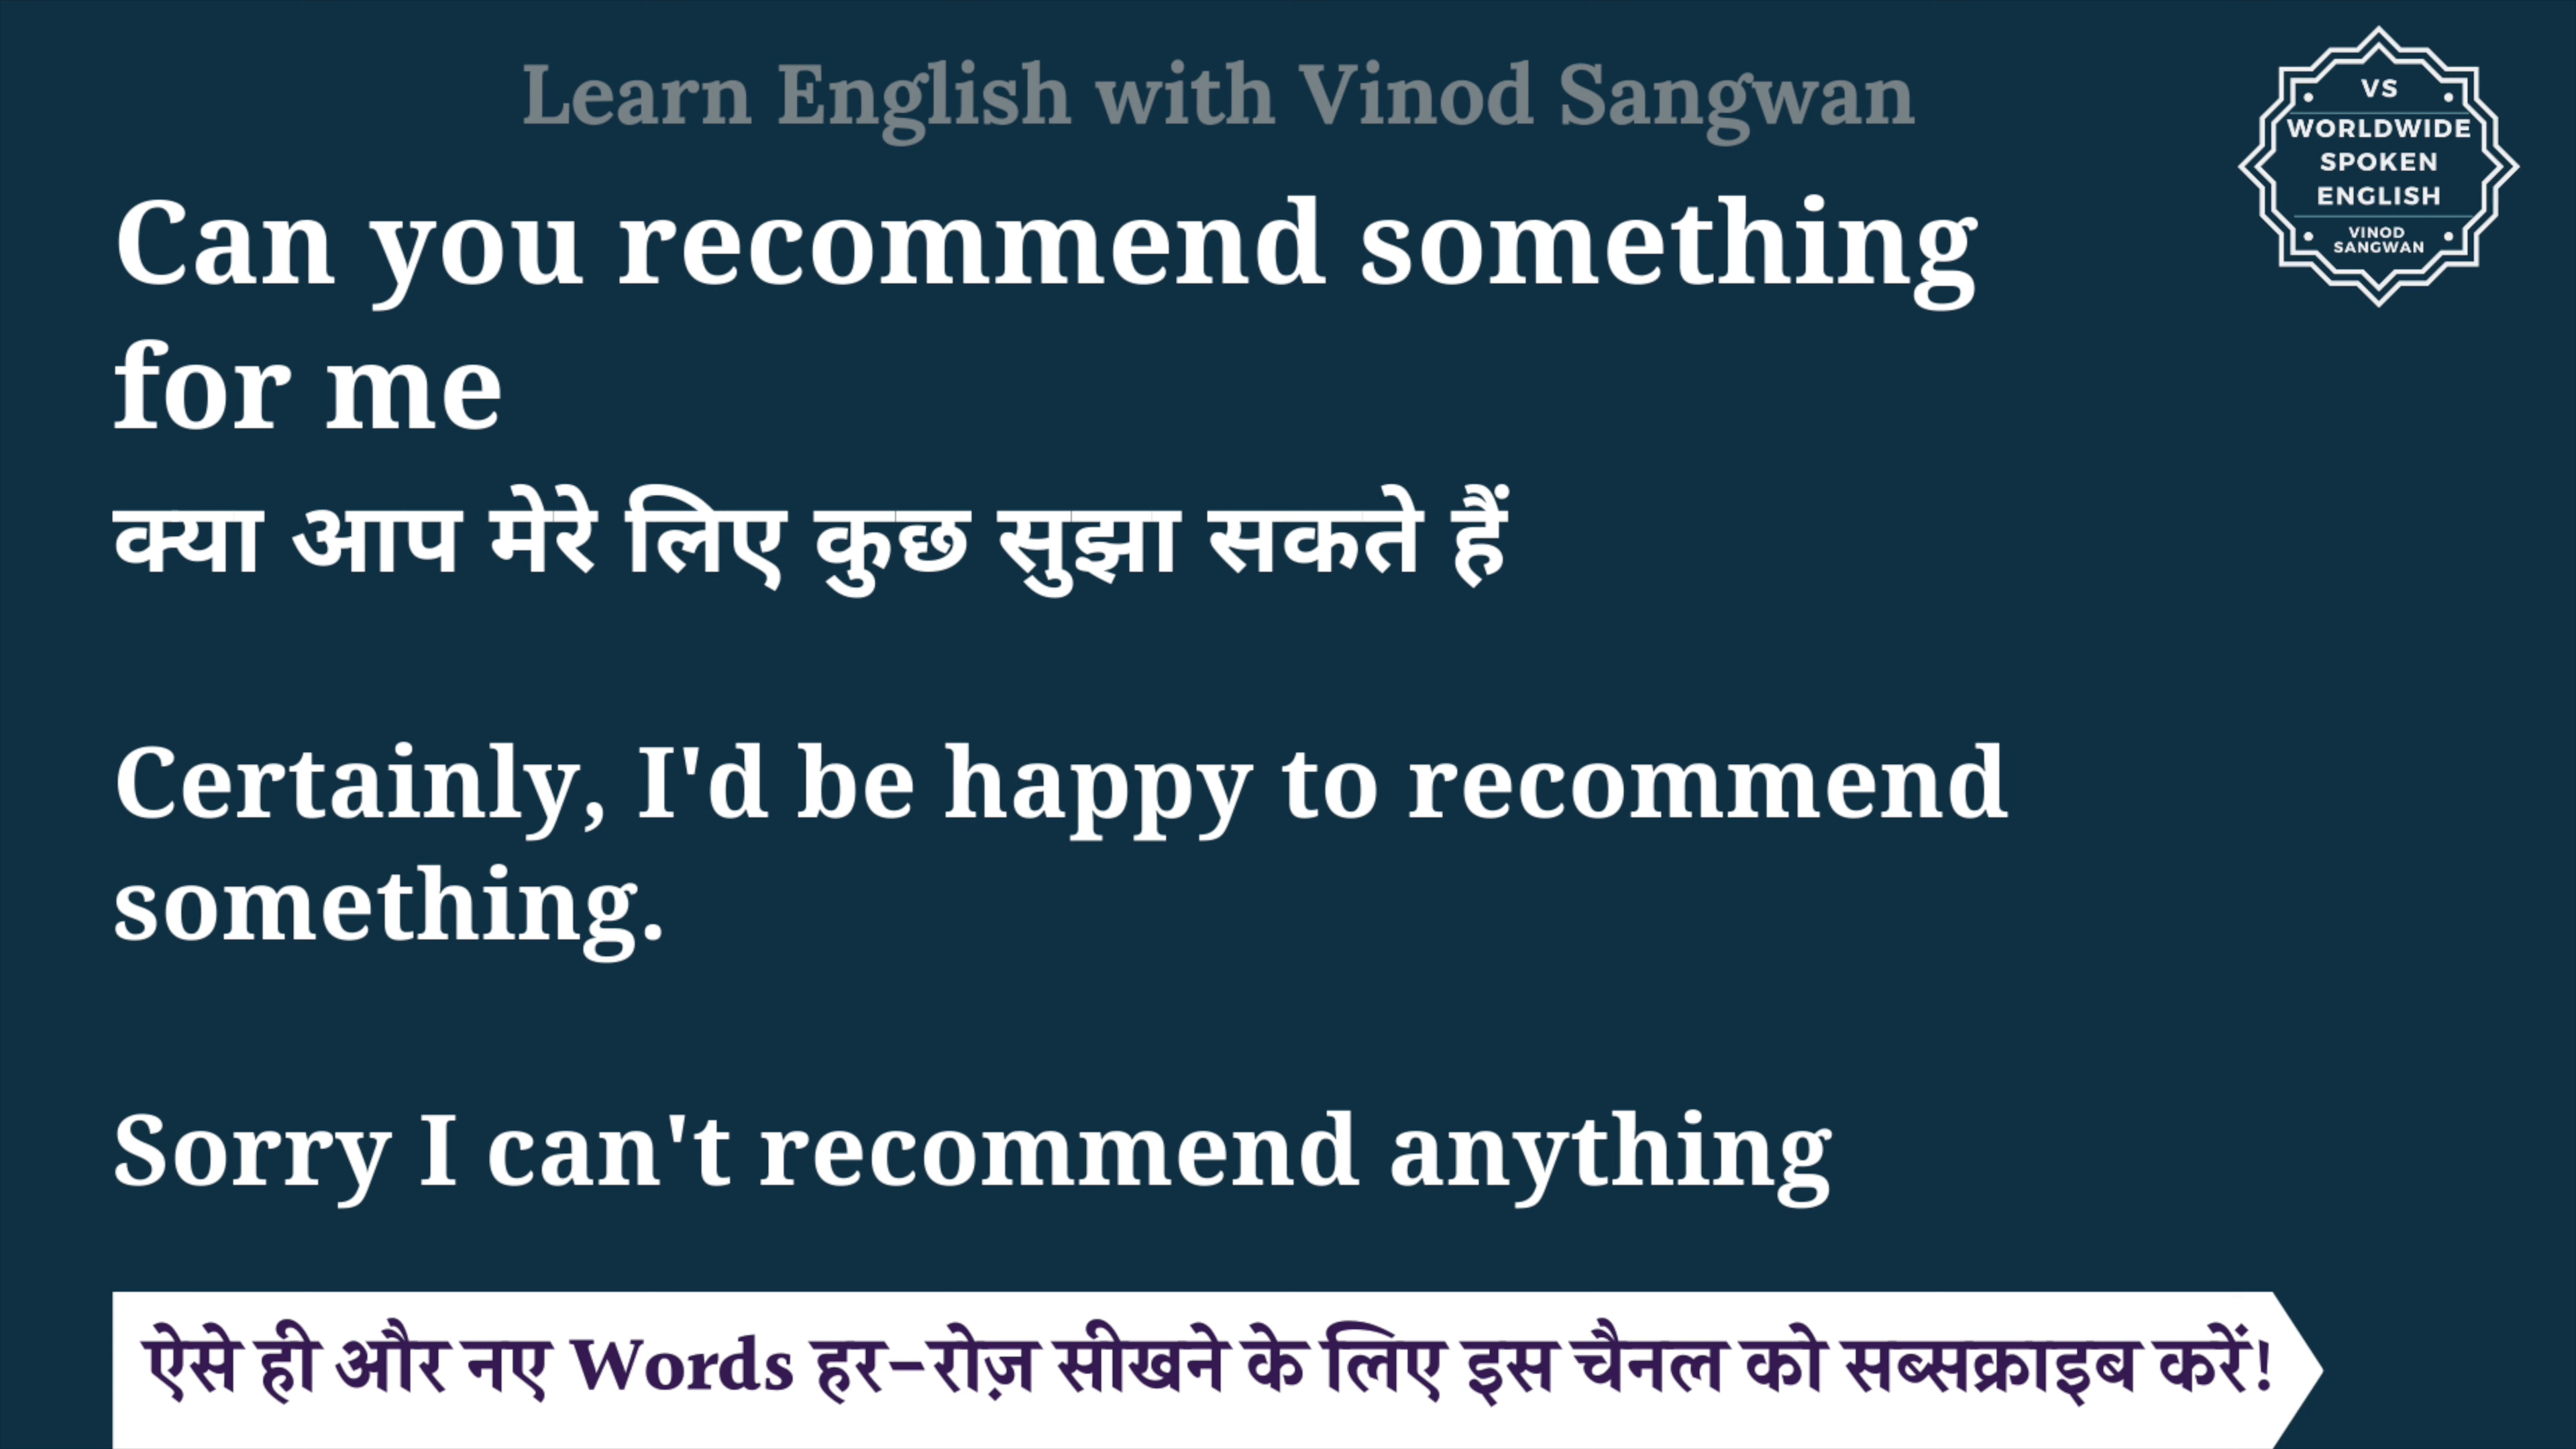 Learn English with Vinod Sangwan
VS
WORLDWIDE
SPOKEN
ENGLISH
VINOD
SANGWAN
Can you recommend something
for me
क्या आप मेरे लिए कुछ सुझा सकते हैं
Certainly, I'd be happy to recommend
something.
Sorry I can't recommend anything
ऐसे ही और नए Words हर-रोज़ सीखने के लिए इस चैनल को सब्सक्राइब करें!